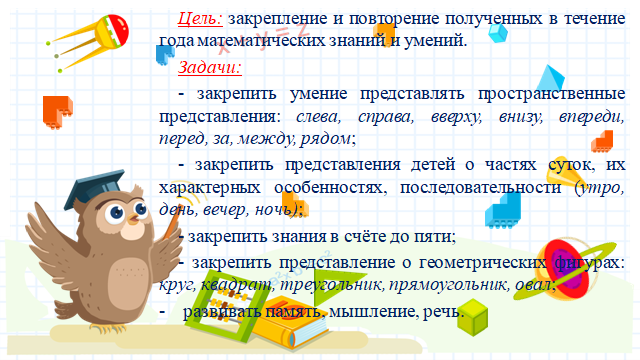 Цель: закрепление и повторение полученных в течение
года математических знаний и умений.
Задачи:
- закрепить умение представлять пространственные
представления: слева, справа, вверху, внизу, впереди,
перед, за, между, рядом;
- закрепить представления детей о частях суток, их
характерных особенностях, последовательности (утро,
день, вечер, ночь);
- закрепить знания в счёте до пяти;
- закрепить представление о геометрических фигурах:
круг, квадрат, треугольник, прямоугольник, овал;
- развивать память, мышление, речь.